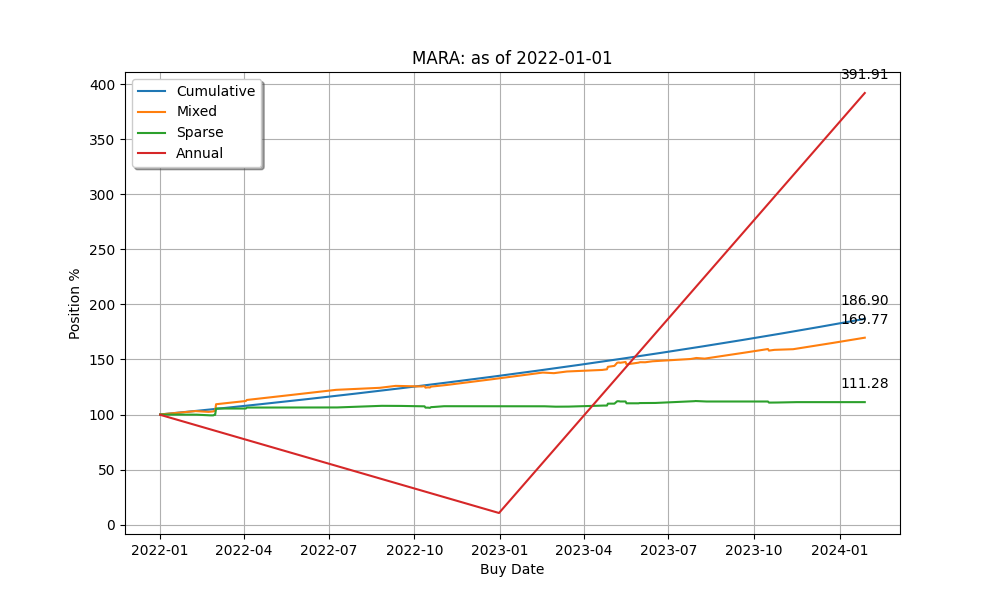 MARA: as of 2022-01-01
Cumulative
Mixed
Sparse
Annual
391.91
186.90
169.77
111.28
Position %
400
350
300
250
200
150
100
50
0
2022-01 2022-04 2022-07 2022-10 2023-01 2023-04 2023-07 2023-10 2024-01
Buy Date